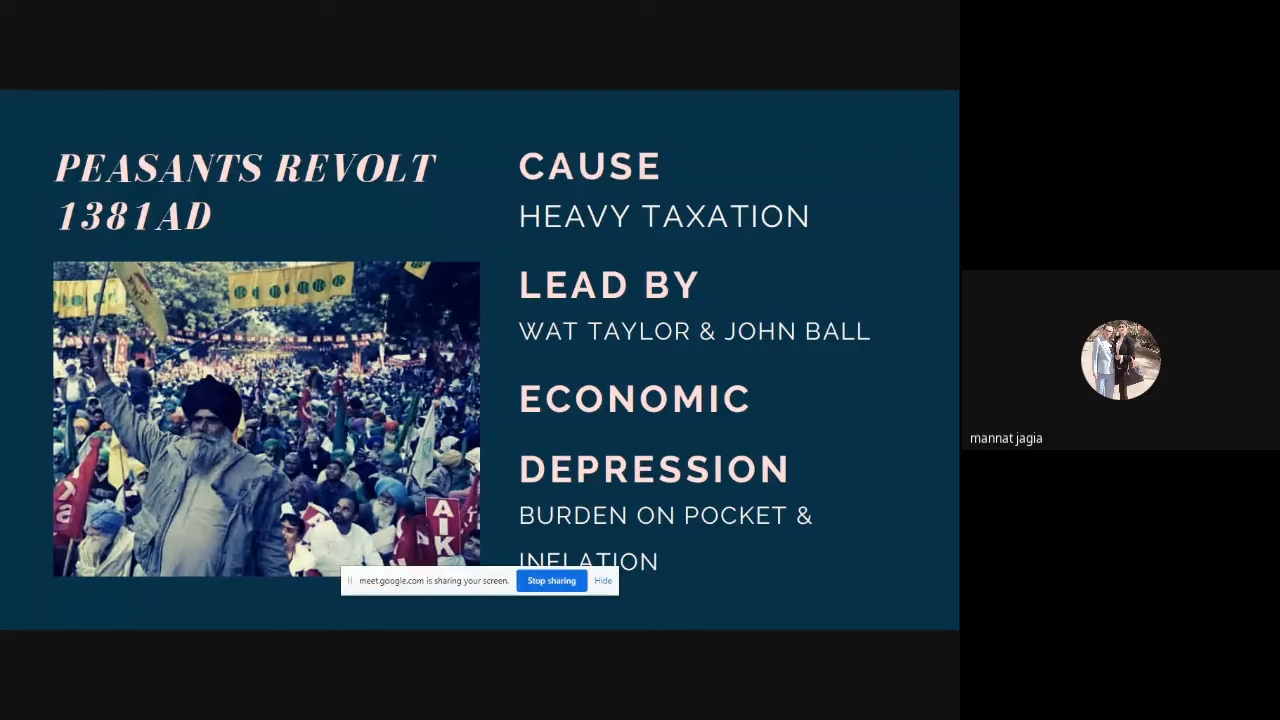 PEASANTS REVOLT
1381AD
CAUSE
HEAVY TAXATION
LEAD BY
WAT TAYLOR & JOHN BALL
ECONOMIC
DEPRESSION
BURDEN ON POCKET &
INFLATION
AIK
meet.google.com is sharing your screen.
Stop sharing
Hide
mannat jagia